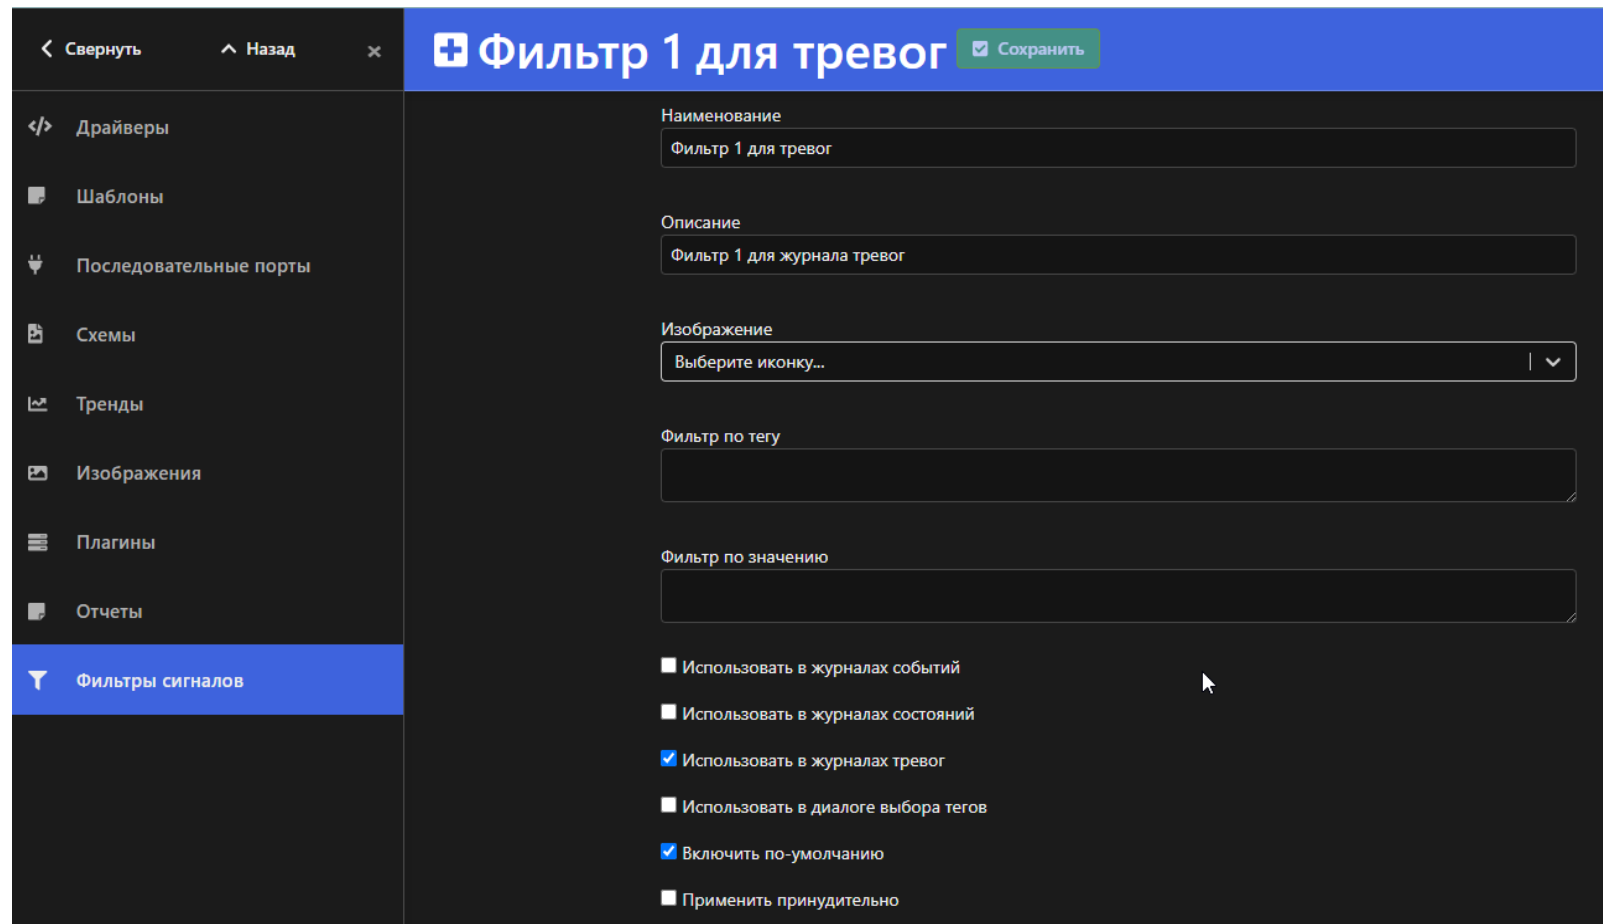 Свернуть
Назад
Фильтр 1 для тревог
Сохранить
Драйверы
Шаблоны
Последовательные порты
Схемы
Тренды
Изображения
Плагины
Отчеты
Фильтры сигналов
Наименование
Фильтр 1 для тревог
Описание
Фильтр 1 для журнала тревог
Изображение
Выберите иконку...
Фильтр по тегу
Фильтр по значению
Использовать в журналах событий
Использовать в журналах состояний
Использовать в журналах тревог
Использовать в диалоге выбора тегов
Включить по-умолчанию
Применить принудительно